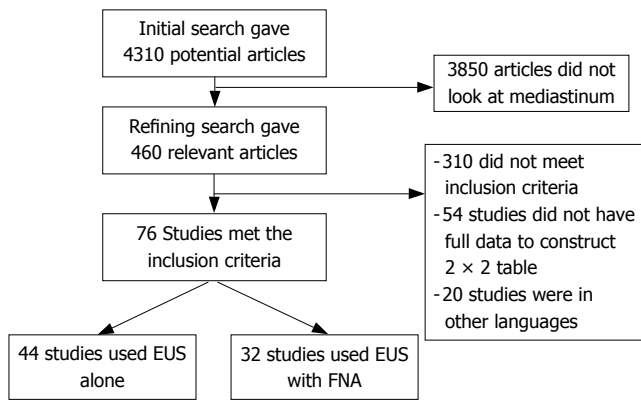 Initial search gave
4310 potential articles
3850 articles did not
look at mediastinum
Refining search gave
460 relevant articles
-310 did not meet
inclusion criteria
-54 studies did not have
full data to construct
2 × 2 table
-20 studies were in
other languages
76 Studies met the
inclusion criteria
44 studies used EUS
alone
32 studies used EUS
with FNA